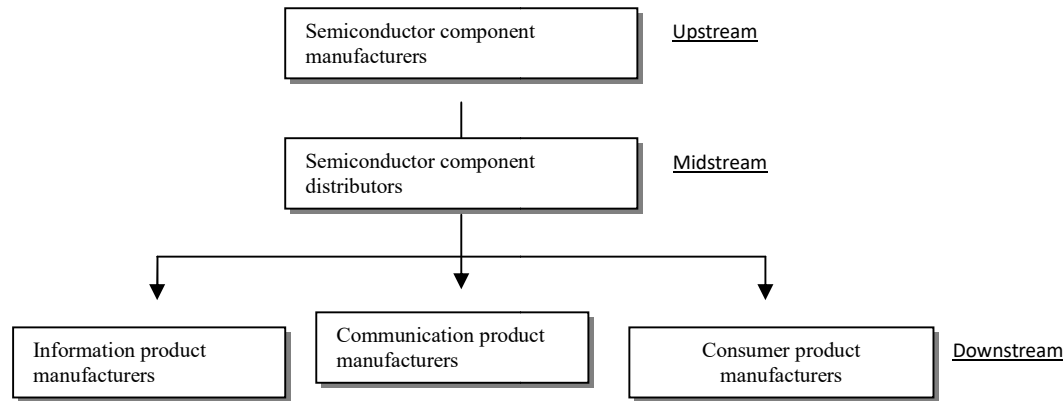 Semiconductor component
manufacturers
Upstream
Semiconductor component
distributors
Midstream
Information product
manufacturers
Communication product
manufacturers
Consumer product
manufacturers
Downstream